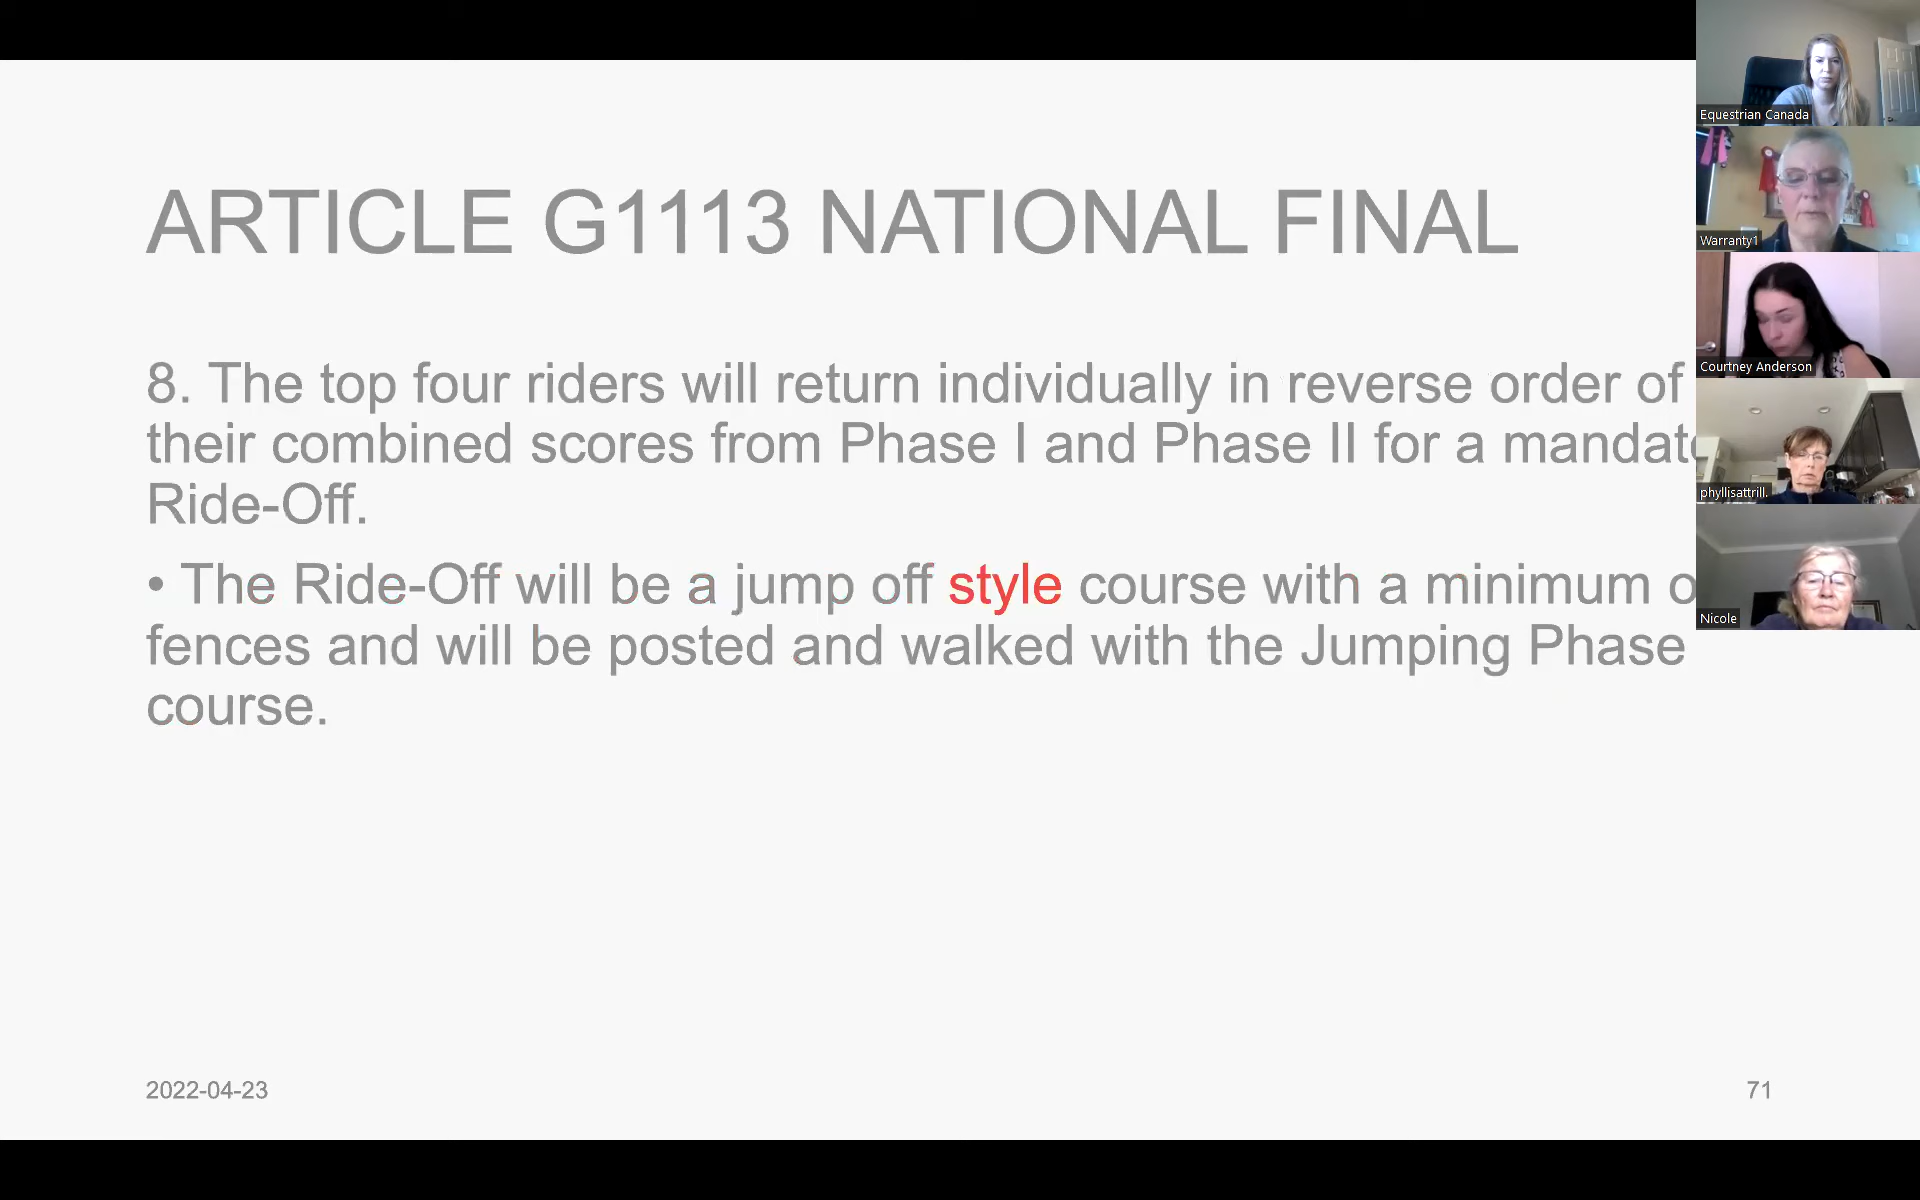 ARTICLE G1113 NATIONAL FINAL
8. The top four riders will return individually in reverse order of
their combined scores from Phase I and Phase II for a
Ride-Off.
• The Ride-Off will be a jump off style course with a minimum
fences and will be posted and walked with the Jumping Phase
course.
2022-04-23
71
Equestrian Canada
Warranty1
Courtney Anderson
phyllisattrill.
Nicole